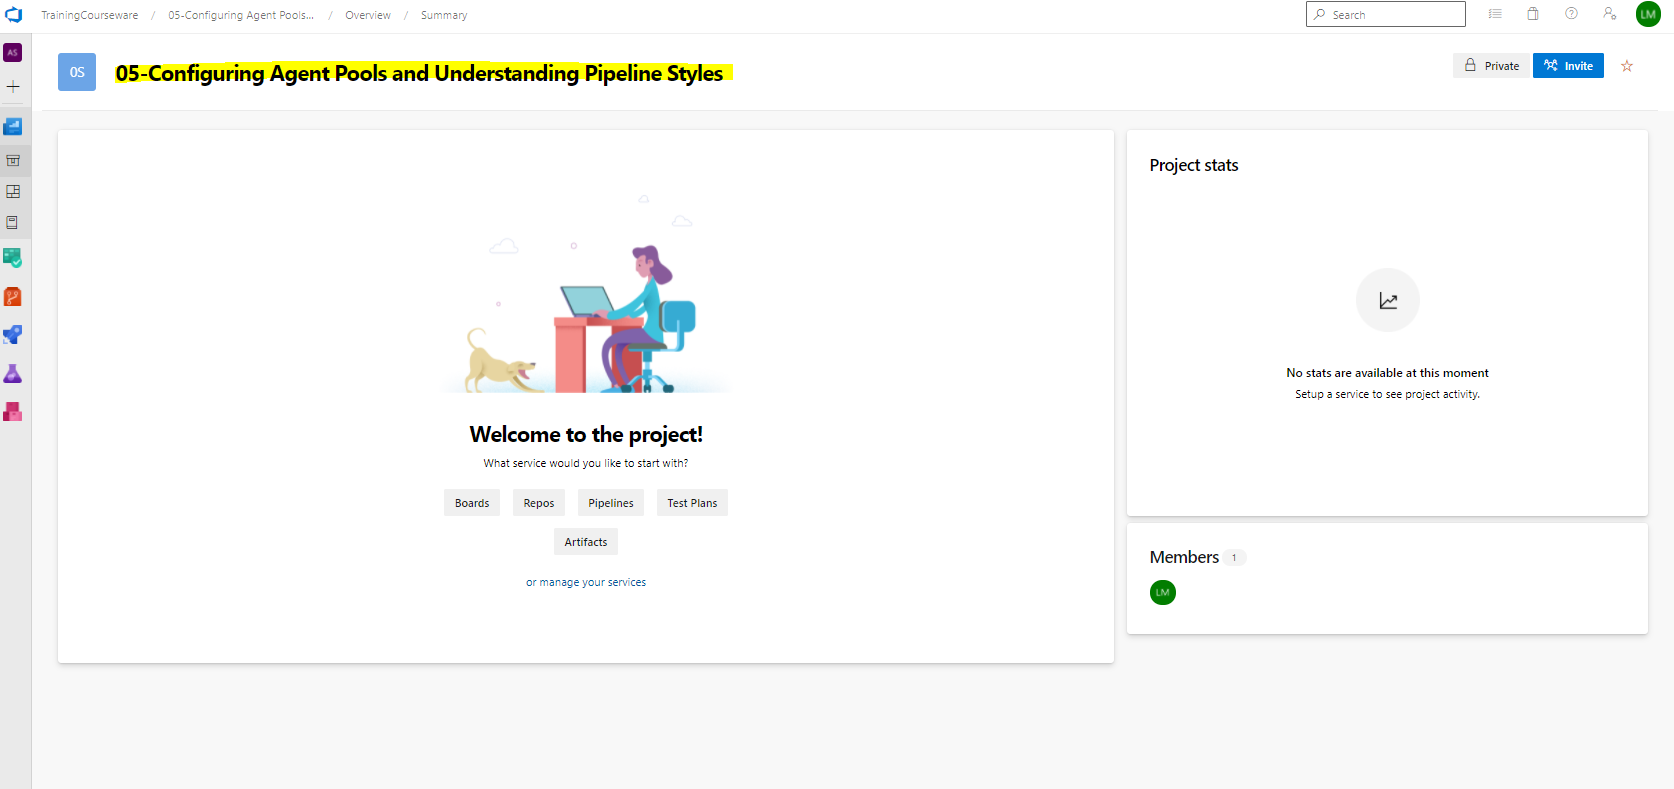 TrainingCourseware / 05-Configuring Agent Pools... / Overview / Summary
Search
LM
AS
0S
05-Configuring Agent Pools and Understanding Pipeline Styles
Private
Invite
Project stats
No stats are available at this moment
Setup a service to see project activity.
Welcome to the project!
What service would you like to start with?
Boards
Repos
Pipelines
Test Plans
Artifacts
or manage your services
Members 1
LM